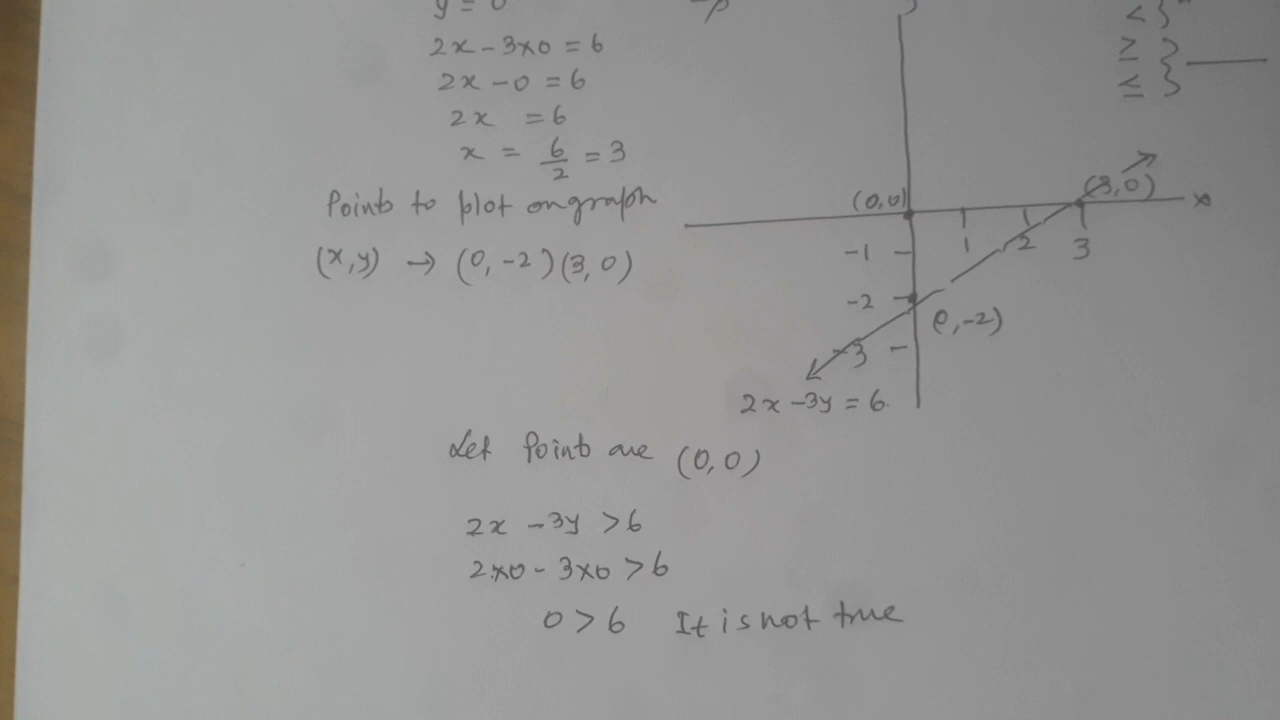 y = 0
2x - 3x0 = 6
2x - 0 = 6
2x = 6
x = 6/2 = 3
Points to plot on graph
(x,y) → (0, -2)(3, 0)
<
≥
≤
(0,0)
(3,0)
x
1
2
3
-1
-2
(0,-2)
-3
2x -3y = 6
Let Point are (0,0)
2x -3y > 6
2x0 - 3x0 > 6
0 > 6 It is not true